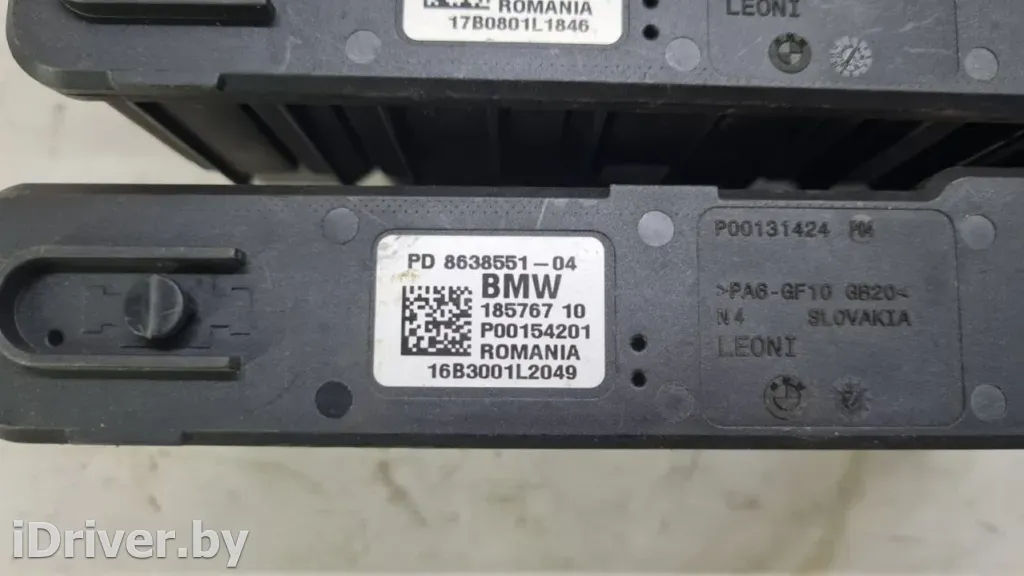 ROMANIA
17B0801L1846
LEONI
PD 8638551-04
BMW
185767 10
P00154201
ROMANIA
16B3001L2049
P00131424
>PA6-GF10 GB20<
N4 SLOVAKIA
LEONI
iDriver.by